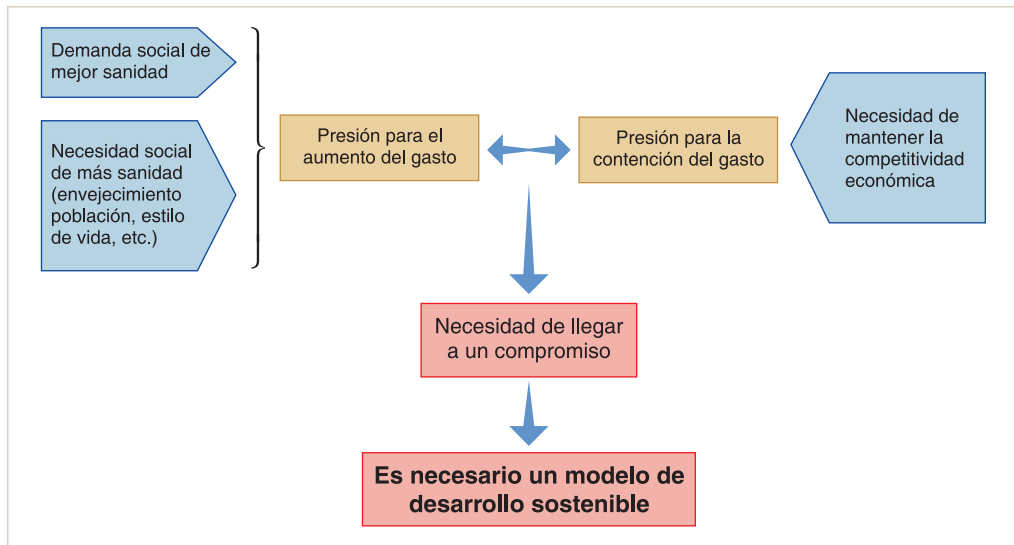 Demanda social de
mejor sanidad
Necesidad social
de más sanidad
(envejecimiento
población, estilo
de vida, etc.)
Presión para el
aumento del gasto
Presión para la
contención del gasto
Necesidad de
mantener la
competitividad
económica
Necesidad de llegar
a un compromiso
Es necesario un modelo de
desarrollo sostenible